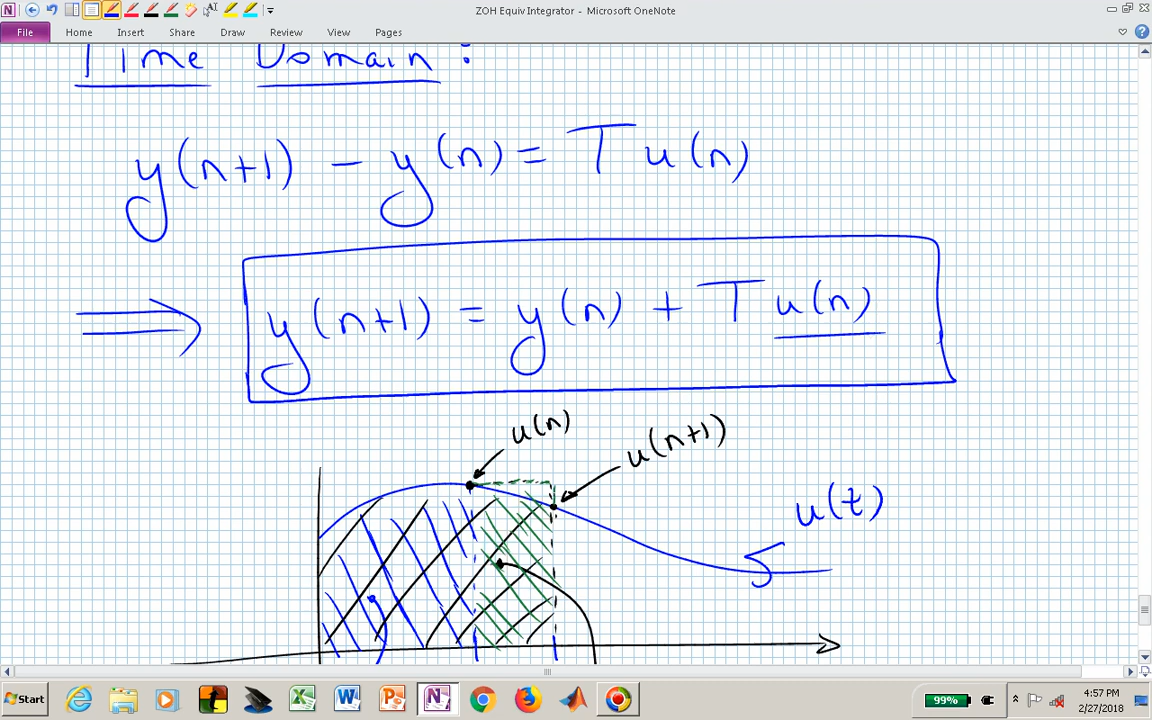 ZOH Equiv Integrator - Microsoft OneNote
File Home Insert Share Draw Review View Pages
Time Domain:
y(n+1) - y(n) = T u(n)
⇒ y(n+1) = y(n) + T u(n)
u(n)
u(n+1)
u(t)
Start
99%
4:57 PM
2/27/2018